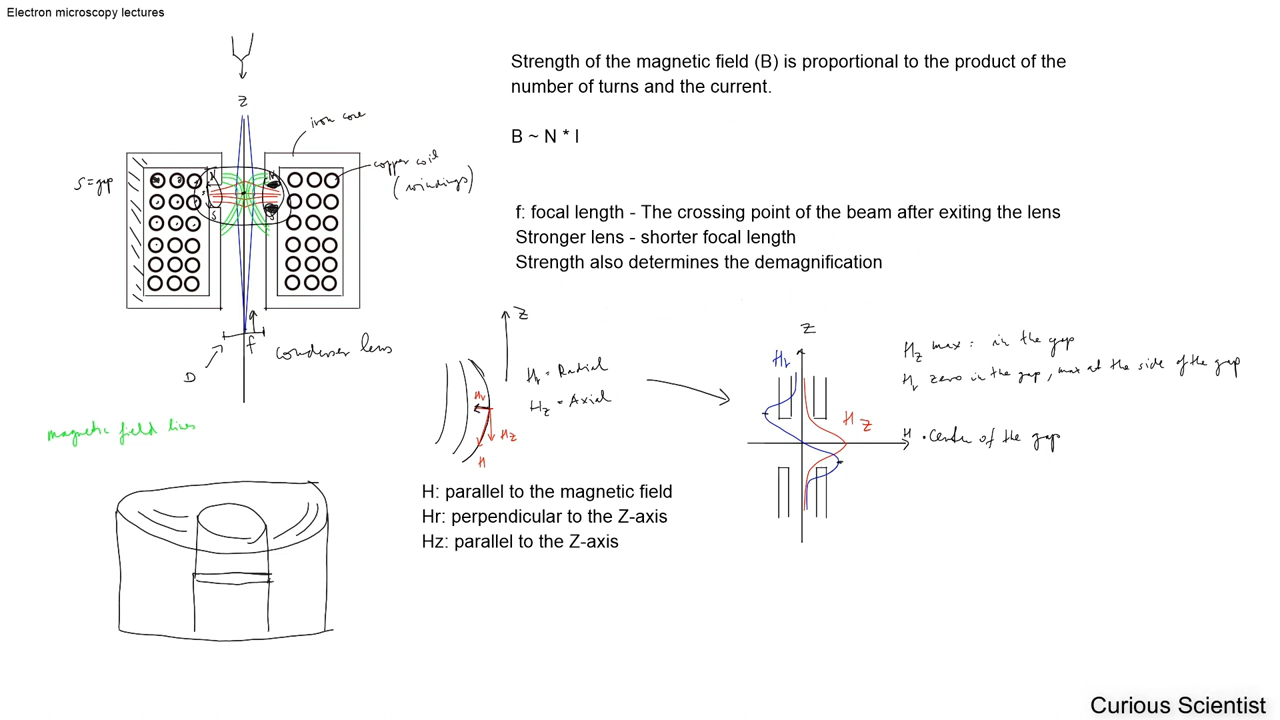 Electron microscopy lectures
Strength of the magnetic field (B) is proportional to the product of the
number of turns and the current.
B ~ N * I
Z
iron core
copper coil
(windings)
S = gap
N
N
S
S
S
f: focal length - The crossing point of the beam after exiting the lens
Stronger lens - shorter focal length
Strength also determines the demagnification
f
condenser lens
D
magnetic field lines
Z
Hr = Radial
Hz = Axial
Hr
Hz
H
H: parallel to the magnetic field
Hr: perpendicular to the Z-axis
Hz: parallel to the Z-axis
Z
Hr
H Z
H
Hz max: in the gap
Hr zero in the gap, max at the side of the gap
• Center of the gap
Curious Scientist